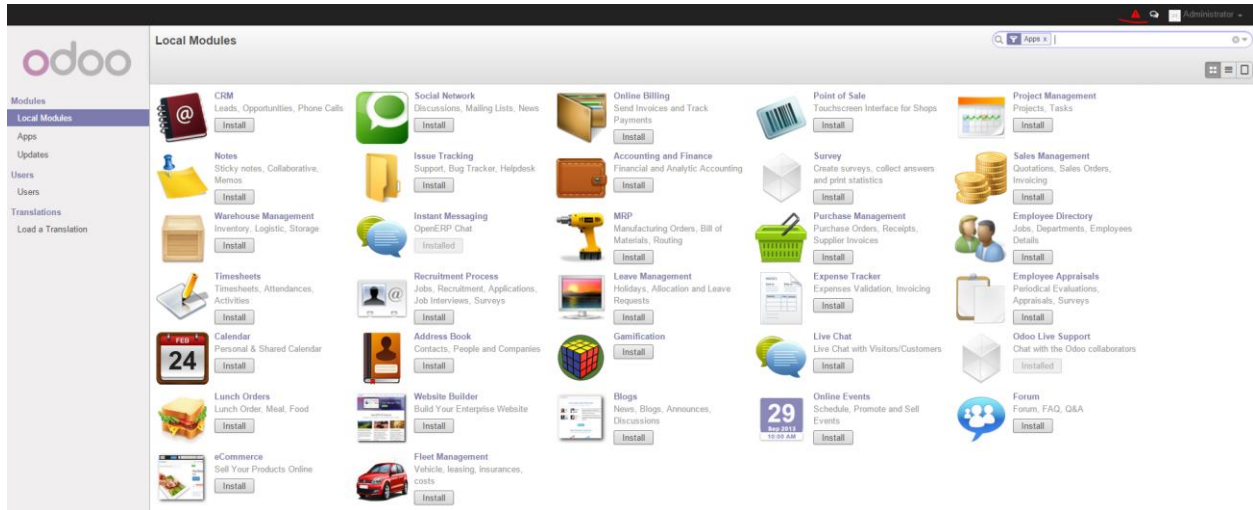 Administrator
odoo
Local Modules
Apps x
Modules
Local Modules
Apps
Updates
Users
Users
Translations
Load a Translation
CRM
Leads, Opportunities, Phone Calls
Install
Social Network
Discussions, Mailing Lists, News
Install
Online Billing
Send Invoices and Track
Payments
Install
Point of Sale
Touchscreen Interface for Shops
Install
Project Management
Projects, Tasks
Install
Notes
Sticky notes, Collaborative,
Memos
Install
Issue Tracking
Support, Bug Tracker, Helpdesk
Install
Accounting and Finance
Financial and Analytic Accounting
Install
Survey
Create surveys, collect answers
and print statistics
Install
Sales Management
Quotations, Sales Orders,
Invoicing
Install
Warehouse Management
Inventory, Logistic, Storage
Install
Instant Messaging
OpenERP Chat
Installed
MRP
Manufacturing Orders, Bill of
Materials, Routing
Install
Purchase Management
Purchase Orders, Receipts,
Supplier Invoices
Install
Employee Directory
Jobs, Departments, Employees
Details
Install
Timesheets
Timesheets, Attendances,
Activities
Install
Recruitment Process
Jobs, Recruitment, Applications,
Job Interviews, Surveys
Install
Leave Management
Holidays, Allocation and Leave
Requests
Install
Expense Tracker
Expenses Validation, Invoicing
Install
Employee Appraisals
Periodical Evaluations,
Appraisals, Surveys
Install
FEB
24
Calendar
Personal & Shared Calendar
Install
Address Book
Contacts, People and Companies
Install
Gamification
Install
Live Chat
Live Chat with Visitors/Customers
Install
Odoo Live Support
Chat with the Odoo collaborators
Installed
Lunch Orders
Lunch Order, Meal, Food
Install
Website Builder
Build Your Enterprise Website
Install
Blogs
News, Blogs, Announces,
Discussions
Install
29
Sep 2013
10:00 AM
Online Events
Schedule, Promote and Sell
Events
Install
Forum
Forum, FAQ, Q&A
Install
eCommerce
Sell Your Products Online
Install
Fleet Management
Vehicle, leasing, insurances,
costs
Install